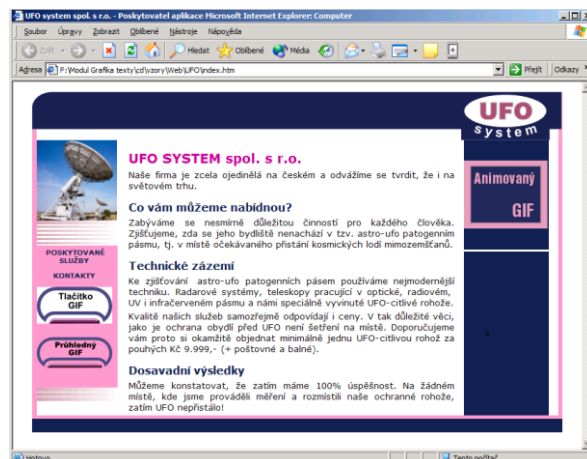 UFO system spol. s r.o. - Poskytovatel aplikace Microsoft Internet Explorer: Computer
Soubor Úpravy Zobrazit Oblíbené Nástroje Nápověda
Zpět Hledat Oblíbené Média
Adresa F:\Modul Grafika texty\cd\vzory\Web\UFO\index.htm Přejít Odkazy
UFO
system
UFO SYSTEM spol. s r.o.
Naše firma je zcela ojedinělá na českém a odvážíme se tvrdit, že i na
světovém trhu.
Animovaný
GIF
Co vám můžeme nabídnou?
Zabýváme se nesmírně důležitou činností pro každého člověka.
Zjišťujeme, zda se jeho bydliště nenachází v tzv. astro-ufo patogenním
pásmu, tj. v místě očekávaného přistání kosmických lodí mimozemšťanů.
POSKYTOVANÉ
SLUŽBY
KONTAKTY
Tlačítko
GIF
Průhledný
GIF
Technické zázemí
Ke zjišťování astro-ufo patogenních pásem používáme nejmodernější
techniku. Radarové systémy, teleskopy pracující v optické, radiovém,
UV i infračerveném pásmu a námi speciálně vyvinuté UFO-citlivé rohože.
Kvalitě našich služeb samozřejmě odpovídají i ceny. V tak důležité věci,
jako je ochrana obydlí před UFO není šetření na místě. Doporučujeme
vám proto si okamžitě objednat minimálně jednu UFO-citlivou rohož za
pouhých Kč 9.999,- (+ poštovné a balné).
Dosavadní výsledky
Můžeme konstatovat, že zatím máme 100% úspěšnost. Na žádném
místě, kde jsme prováděli měření a rozmístili naše ochranné rohože,
zatím UFO nepřistálo!
Hotovo Tento počítač